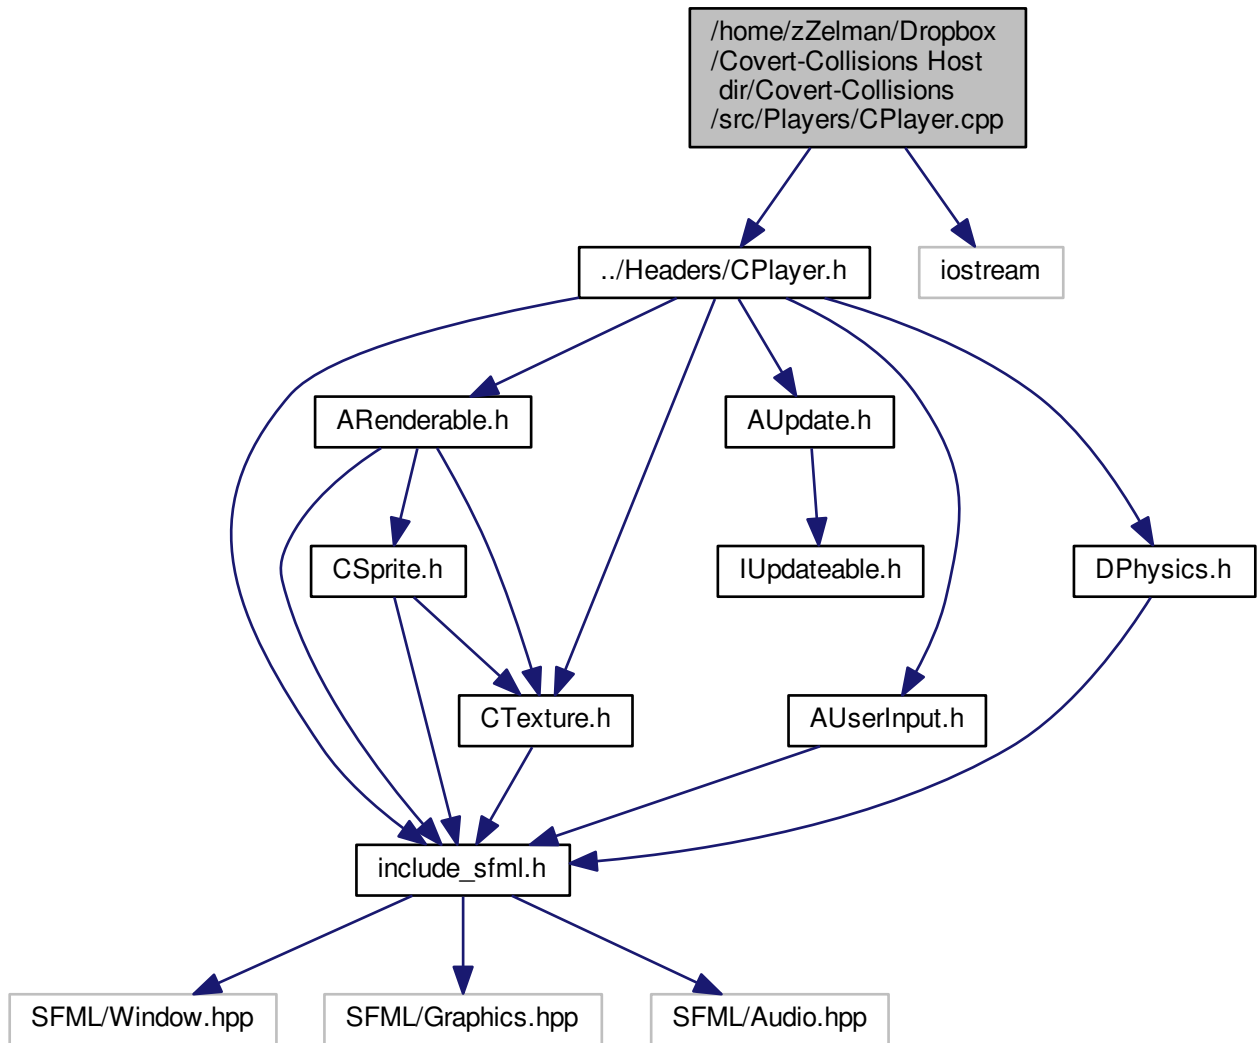 /home/zZelman/Dropbox
/Covert-Collisions Host
dir/Covert-Collisions
/src/Players/CPlayer.cpp
../Headers/CPlayer.h
iostream
ARenderable.h
AUpdate.h
CSprite.h
IUpdateable.h
DPhysics.h
CTexture.h
AUserInput.h
include_sfml.h
SFML/Window.hpp
SFML/Graphics.hpp
SFML/Audio.hpp